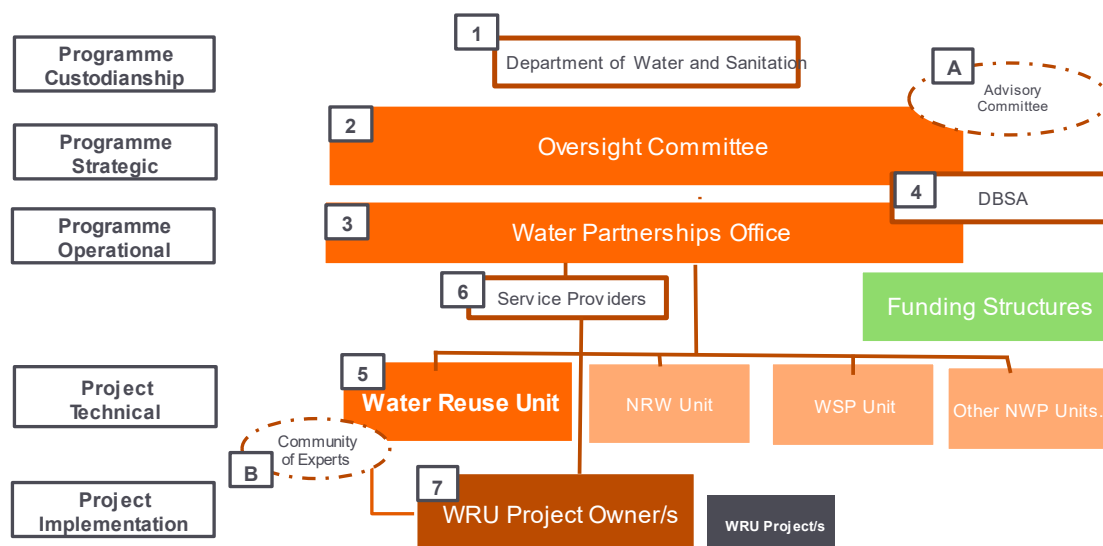 Programme
Custodianship
1
Department of Water and Sanitation
A
Advisory
Committee
Programme
Strategic
2
Oversight Committee
4
DBSA
Programme
Operational
3
Water Partnerships Office
6
Service Providers
Funding Structures
Project
Technical
5
Water Reuse Unit
NRW Unit
WSP Unit
Other NWP Units.
Community
of Experts
B
Project
Implementation
7
WRU Project Owner/s
WRU Project/s